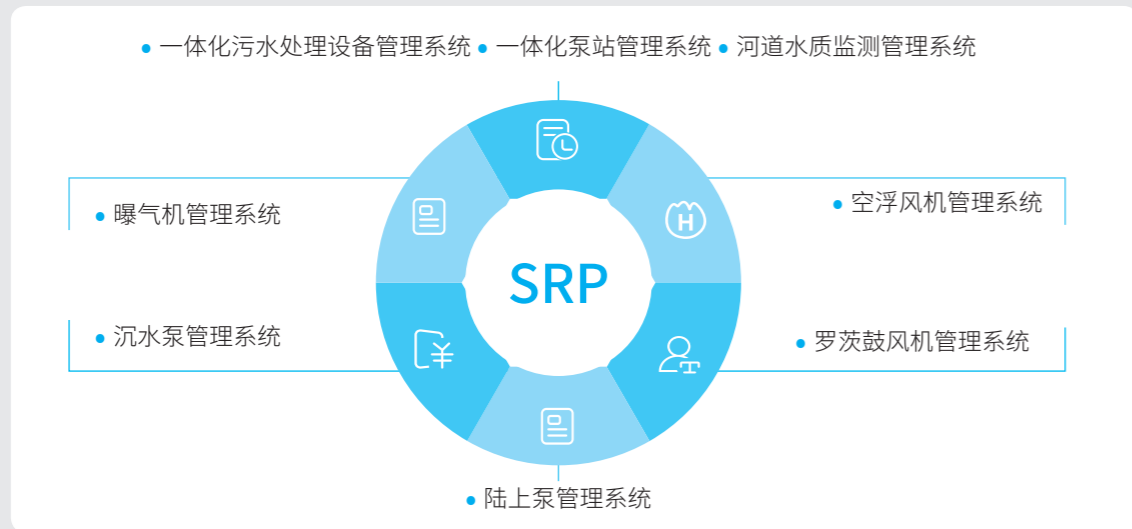 ● 一体化污水处理设备管理系统 ● 一体化泵站管理系统 ● 河道水质监测管理系统
● 曝气机管理系统
● 空浮风机管理系统
H
SRP
● 沉水泵管理系统
● 罗茨鼓风机管理系统
● 陆上泵管理系统